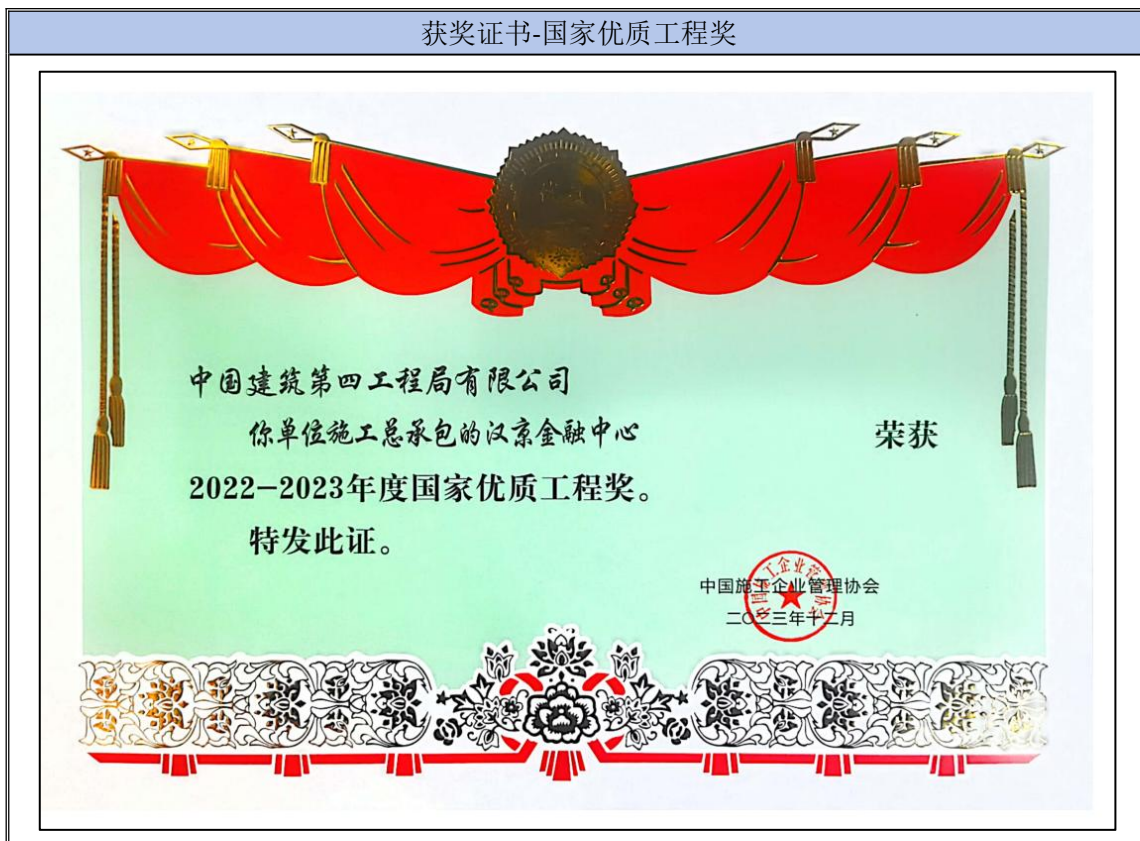 获奖证书-国家优质工程奖
中国建筑第四工程局有限公司
你单位施工总承包的汉京金融中心 荣获
2022-2023年度国家优质工程奖。
特发此证。
中国施工企业管理协会
二〇二三年十二月